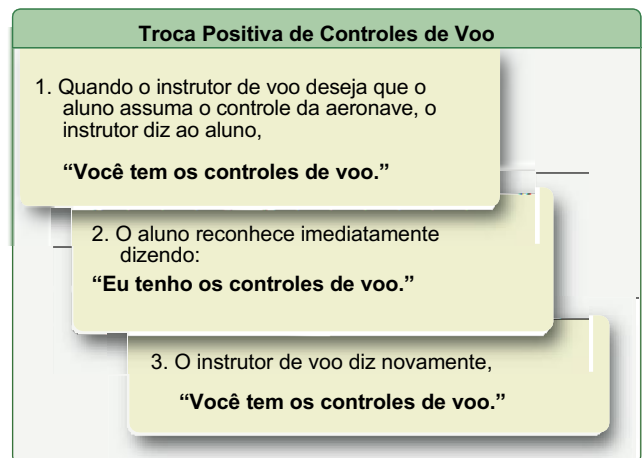 Troca Positiva de Controles de Voo
1. Quando o instrutor de voo deseja que o
aluno assuma o controle da aeronave, o
instrutor diz ao aluno,
“Você tem os controles de voo.”
2. O aluno reconhece imediatamente
dizendo:
“Eu tenho os controles de voo.”
3. O instrutor de voo diz novamente,
“Você tem os controles de voo.”